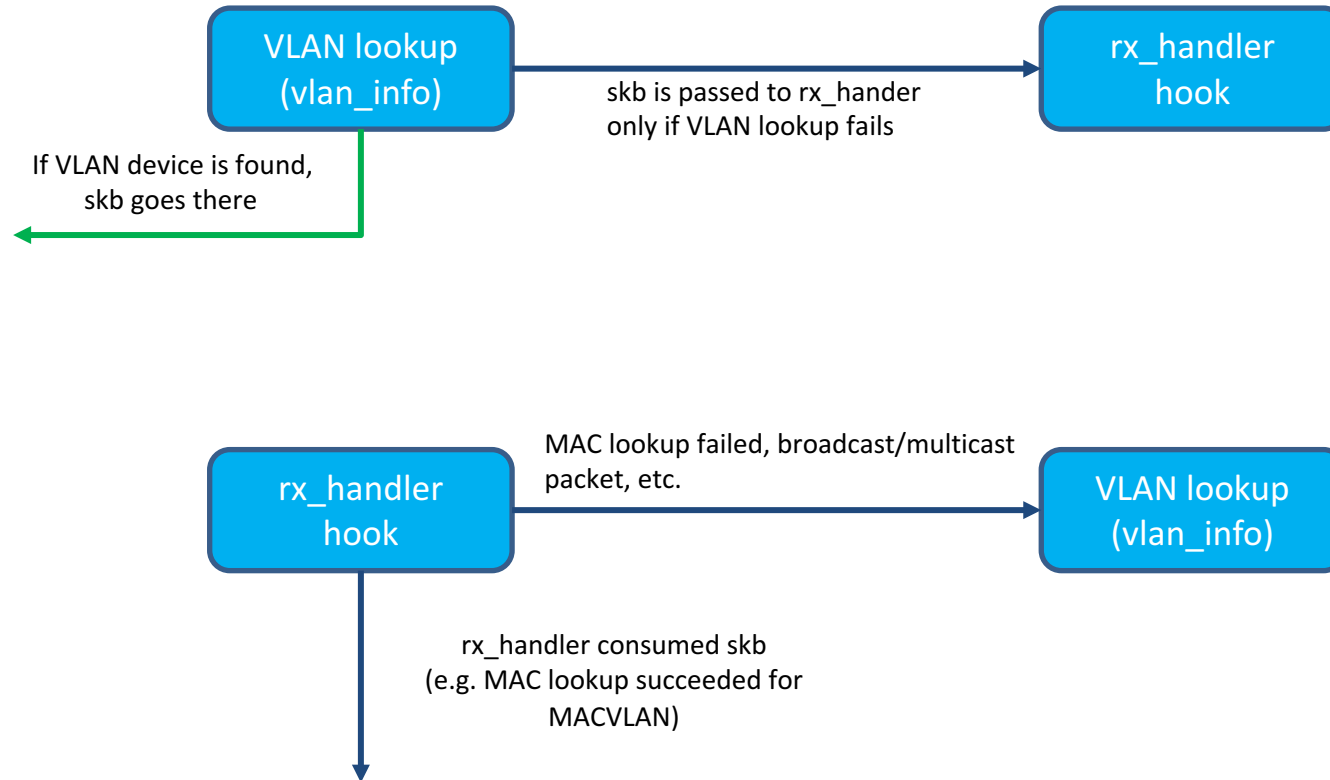 VLAN lookup
(vlan_info)
rx_handler
hook
skb is passed to rx_hander
only if VLAN lookup fails
If VLAN device is found,
skb goes there
MAC lookup failed, broadcast/multicast
packet, etc.
rx_handler
hook
VLAN lookup
(vlan_info)
rx_handler consumed skb
(e.g. MAC lookup succeeded for
MACVLAN)